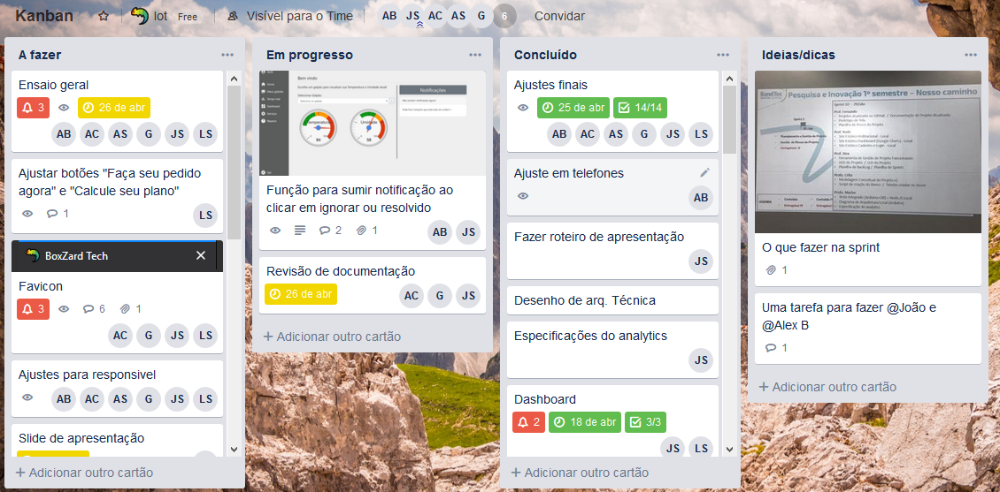 Kanban
Iot Free
Visível para o Time
AB JS AC AS G 6
Convidar
A fazer
Ensaio geral
3
26 de abr
AB AC AS G JS LS
Ajustar botões "Faça seu pedido
agora" e "Calcule seu plano"
1
LS
BoxZard Tech
Favicon
3 6 1
AC G JS LS
Ajustes para responsivel
AB AC AS G JS LS
Slide de apresentação
+ Adicionar outro cartão
Em progresso
Bem vindo
Notificações
Temperatura
Umidade
84
58
Função para sumir notificação ao
clicar em ignorar ou resolvido
2 1
AB JS
Revisão de documentação
26 de abr
AC G JS
+ Adicionar outro cartão
Concluído
Ajustes finais
25 de abr
14/14
AB AC AS G JS LS
Ajuste em telefones
AB
Fazer roteiro de apresentação
JS
Desenho de arq. Técnica
Especificações do analytics
JS
Dashboard
2
18 de abr
3/3
JS LS
+ Adicionar outro cartão
Ideias/dicas
BandTec
Pesquisa e Inovação 1º semestre – Nosso caminho
O que fazer na sprint
1
Uma tarefa para fazer @João e
@Alex B
1
+ Adicionar outro cartão